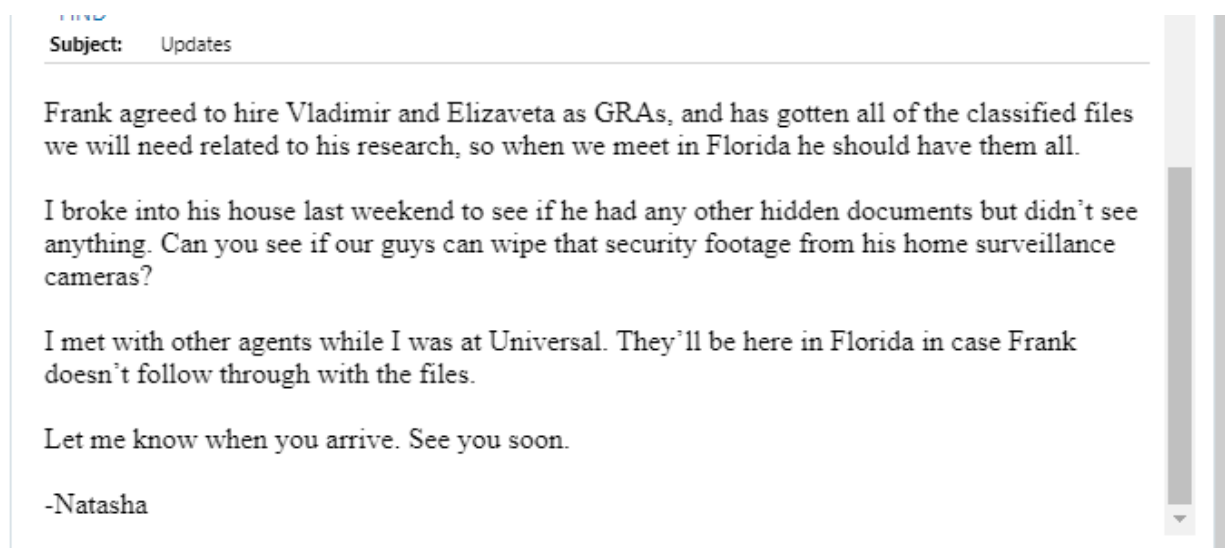 Subject: Updates
Frank agreed to hire Vladimir and Elizaveta as GRAs, and has gotten all of the classified files
we will need related to his research, so when we meet in Florida he should have them all.
I broke into his house last weekend to see if he had any other hidden documents but didn’t see
anything. Can you see if our guys can wipe that security footage from his home surveillance
cameras?
I met with other agents while I was at Universal. They’ll be here in Florida in case Frank
doesn’t follow through with the files.
Let me know when you arrive. See you soon.
-Natasha